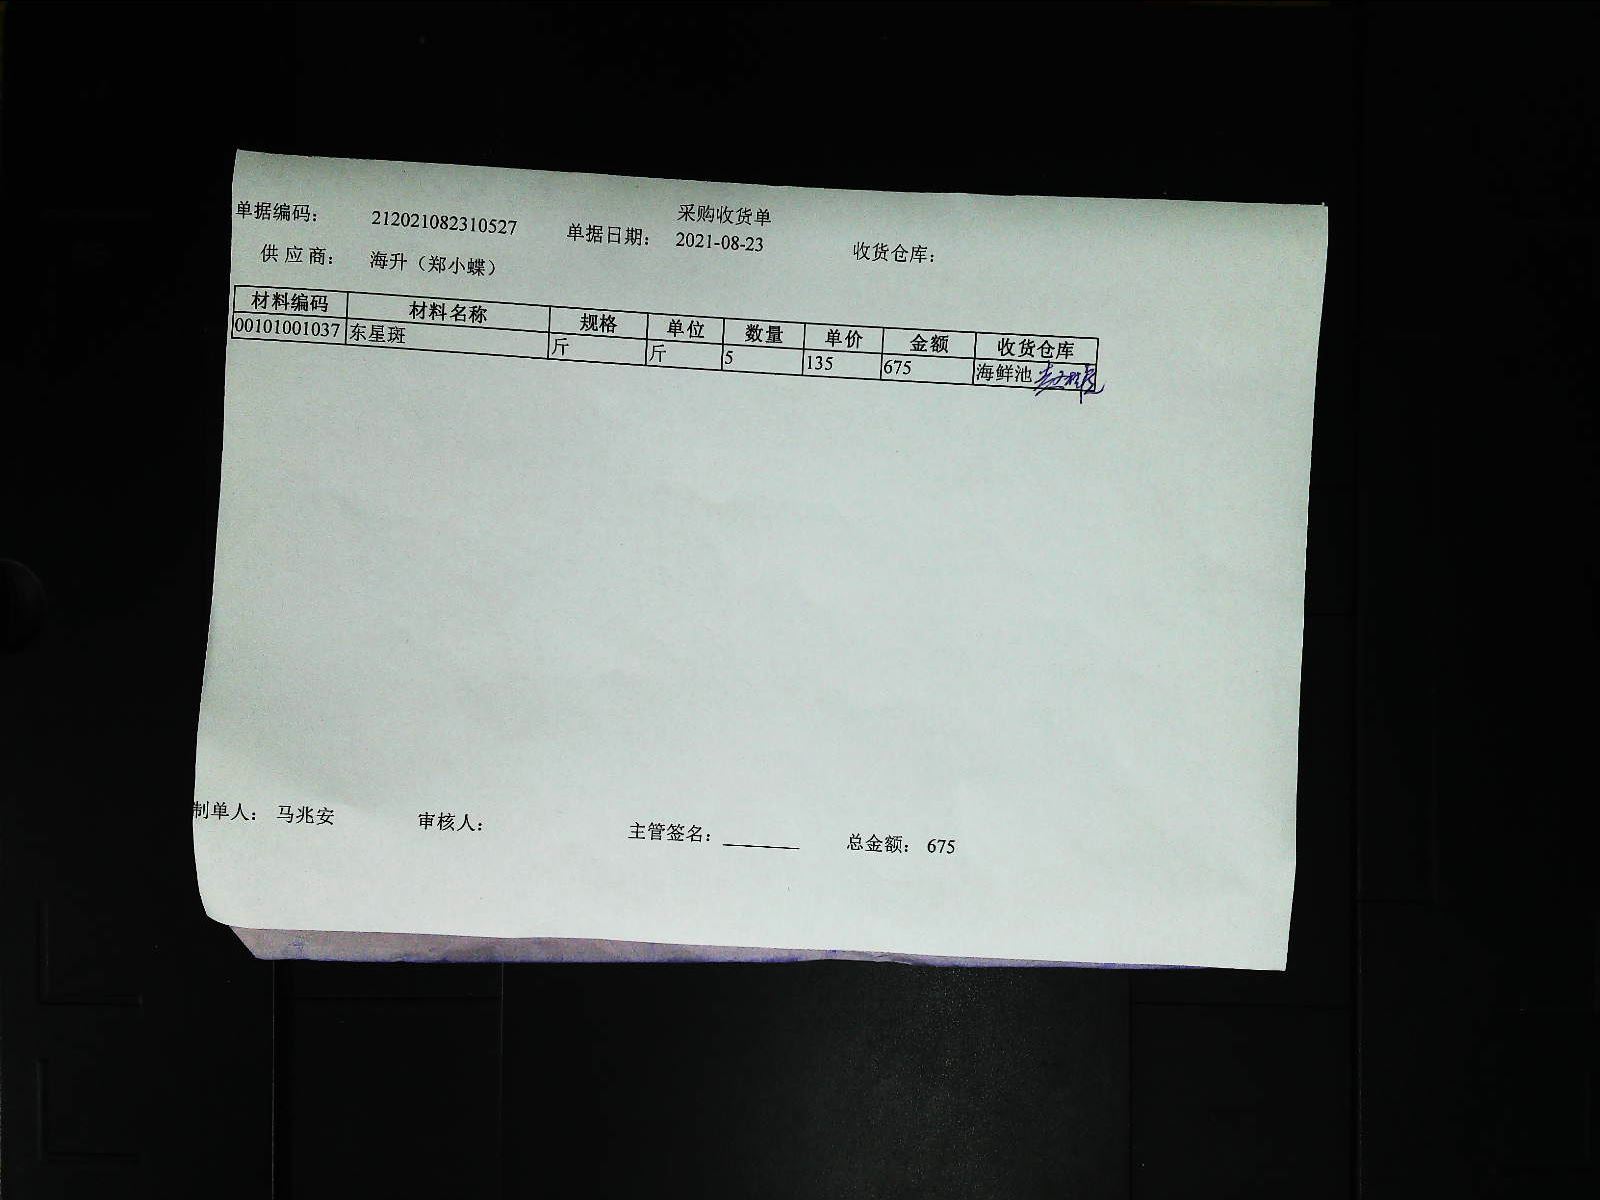 采购收货单
单据编码： 212021082310527 单据日期： 2021-08-23 收货仓库：
供 应 商： 海升（郑小蝶）
材料编码 材料名称 规格 单位 数量 单价 金额 收货仓库
00101001037 东星斑 斤 斤 5 135 675 海鲜池
制单人： 马兆安 审核人： 主管签名：_______ 总金额： 675